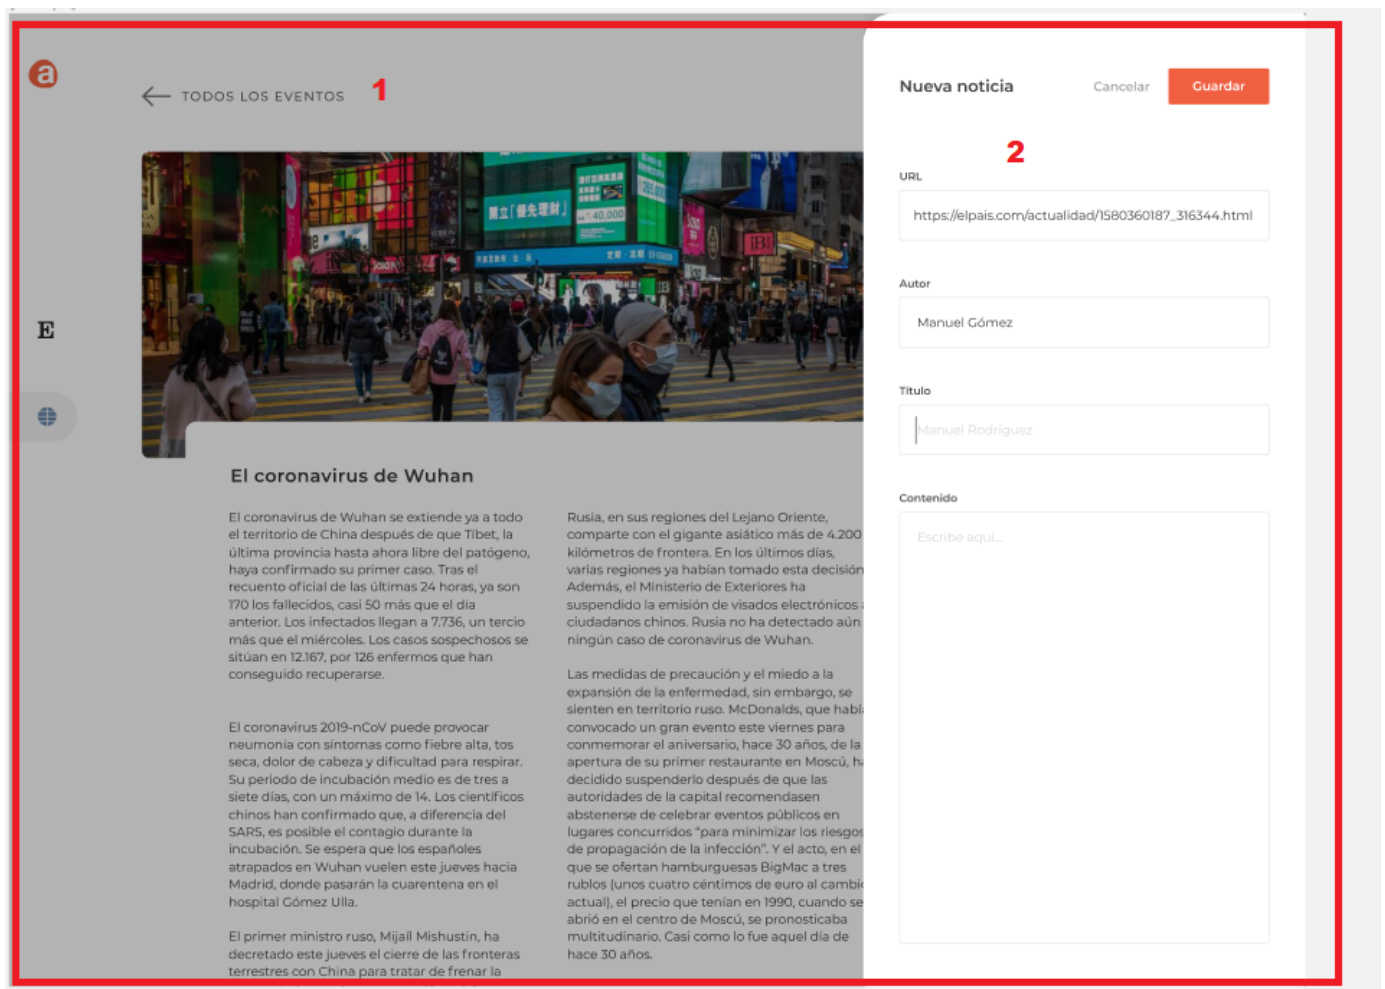 a
TODOS LOS EVENTOS
1
E
開立「優先理財」
40,000
El coronavirus de Wuhan
El coronavirus de Wuhan se extiende ya a todo
el territorio de China después de que Tíbet, la
última provincia hasta ahora libre del patógeno,
haya confirmado su primer caso. Tras el
recuento oficial de las últimas 24 horas, ya son
170 los fallecidos, casi 50 más que el día
anterior. Los infectados llegan a 7.736, un tercio
más que el miércoles. Los casos sospechosos se
sitúan en 12.167, por 126 enfermos que han
conseguido recuperarse.
El coronavirus 2019-nCoV puede provocar
neumonía con síntomas como fiebre alta, tos
seca, dolor de cabeza y dificultad para respirar.
Su periodo de incubación medio es de tres a
siete días, con un máximo de 14. Los científicos
chinos han confirmado que, a diferencia del
SARS, es posible el contagio durante la
incubación. Se espera que los españoles
atrapados en Wuhan vuelen este jueves hacia
Madrid, donde pasarán la cuarentena en el
hospital Gómez Ulla.
El primer ministro ruso, Mijaíl Mishustin, ha
decretado este jueves el cierre de las fronteras
terrestres con China para tratar de frenar la
Rusia, en sus regiones del Lejano Oriente,
comparte con el gigante asiático más de 4.200
kilómetros de frontera. En los últimos días,
varias regiones ya habían tomado esta decisión
Además, el Ministerio de Exteriores ha
suspendido la emisión de visados electrónicos
ciudadanos chinos. Rusia no ha detectado aún
ningún caso de coronavirus de Wuhan.
Las medidas de precaución y el miedo a la
expansión de la enfermedad, sin embargo, se
sienten en territorio ruso. McDonalds, que habí
convocado un gran evento este viernes para
conmemorar el aniversario, hace 30 años, de la
apertura de su primer restaurante en Moscú, h
decidido suspenderlo después de que las
autoridades de la capital recomendasen
abstenerse de celebrar eventos públicos en
lugares concurridos “para minimizar los riesgos
de propagación de la infección”. Y el acto, en el
que se ofertan hamburguesas BigMac a tres
rublos (unos cuatro céntimos de euro al cambi
actual), el precio que tenían en 1990, cuando se
abrió en el centro de Moscú, se pronosticaba
multitudinario. Casi como lo fue aquel día de
hace 30 años.
Nueva noticia
Cancelar
Guardar
2
URL
https://elpais.com/actualidad/1580360187_316344.html
Autor
Manuel Gómez
Título
Manuel Rodríguez
Contenido
Escribe aquí...